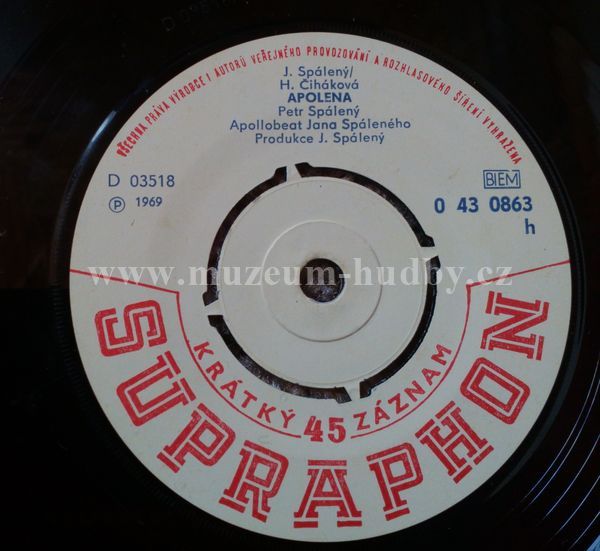 VŠECHNA PRÁVA VÝROBCE I AUTORŮ VEŘEJNÉHO PROVOZOVÁNÍ A ROZHLASOVÉHO ŠÍŘENÍ VYHRAŽENA
J. Spálený/
H. Čiháková
APOLENA
Petr Spálený
Apollobeat Jana Spáleného
Produkce J. Spálený
D 03518
Ⓟ 1969
BIEM
0 43 0863
h
www.muzeum-hudby.cz
KRÁTKÝ 45 ZÁZNAM
SUPRAPHON